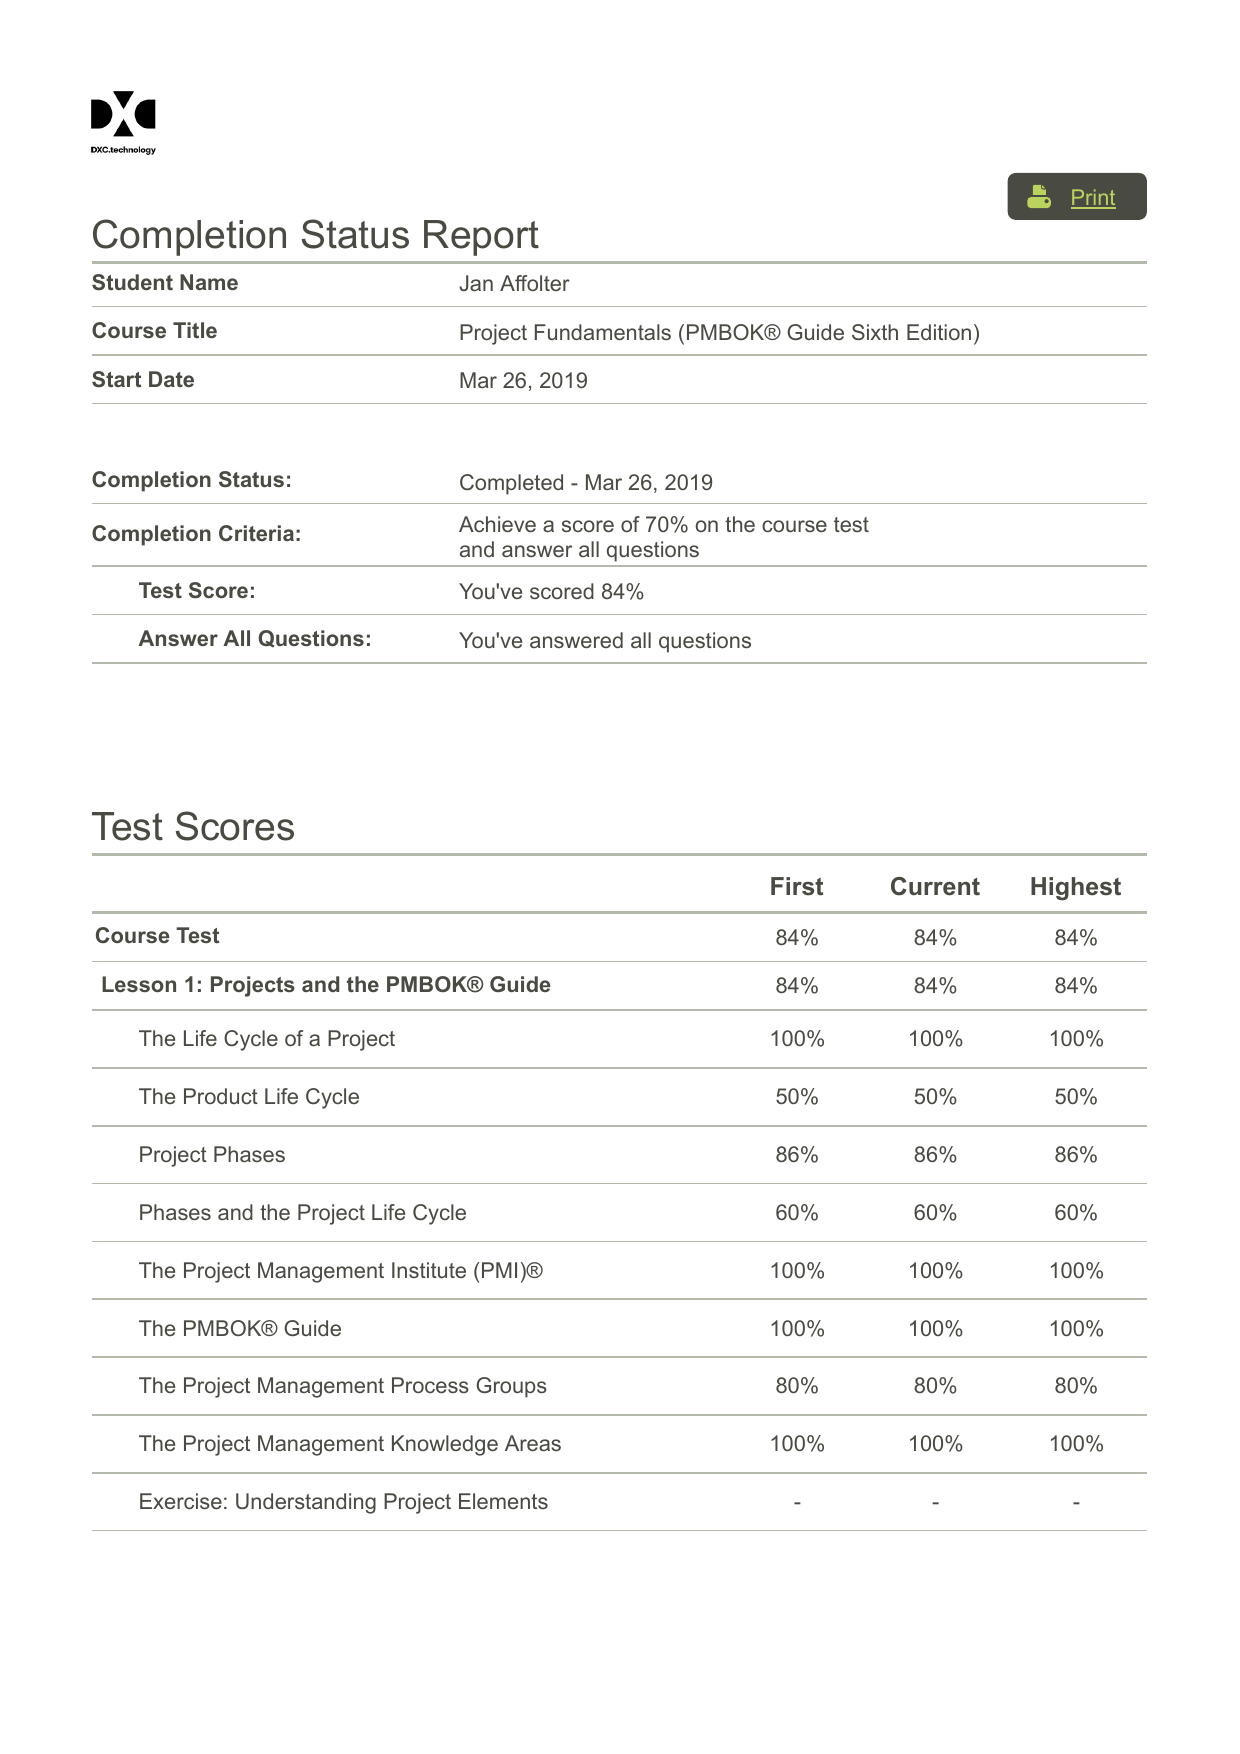 DXC.technology
Print
Completion Status Report
Student Name Jan Affolter
Course Title Project Fundamentals (PMBOK® Guide Sixth Edition)
Start Date Mar 26, 2019
Completion Status: Completed - Mar 26, 2019
Completion Criteria: Achieve a score of 70% on the course test
and answer all questions
Test Score: You've scored 84%
Answer All Questions: You've answered all questions
Test Scores
First Current Highest
Course Test 84% 84% 84%
Lesson 1: Projects and the PMBOK® Guide 84% 84% 84%
The Life Cycle of a Project 100% 100% 100%
The Product Life Cycle 50% 50% 50%
Project Phases 86% 86% 86%
Phases and the Project Life Cycle 60% 60% 60%
The Project Management Institute (PMI)® 100% 100% 100%
The PMBOK® Guide 100% 100% 100%
The Project Management Process Groups 80% 80% 80%
The Project Management Knowledge Areas 100% 100% 100%
Exercise: Understanding Project Elements - - -